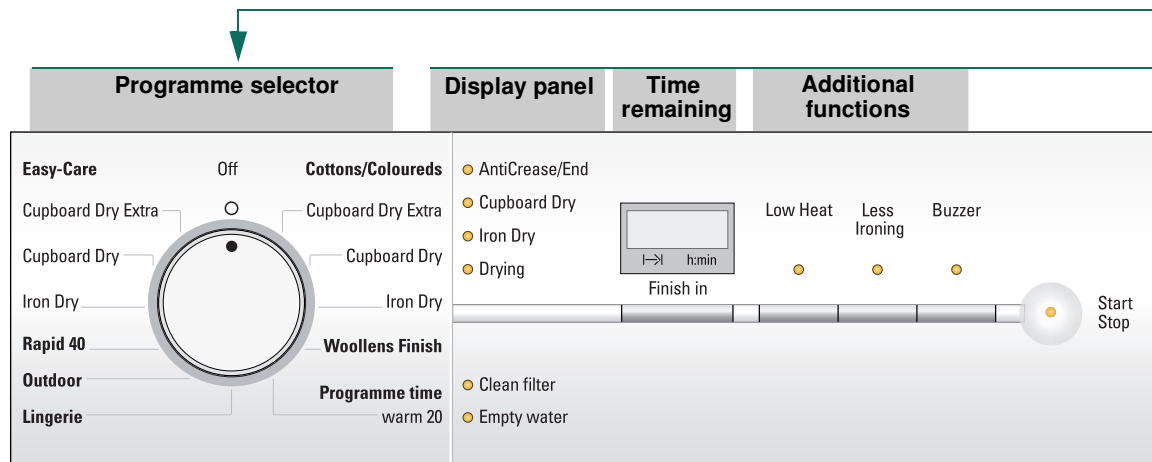 Programme selector
Display panel
Time
remaining
Additional
functions
Easy-Care
Off
Cottons/Coloureds
Cupboard Dry Extra
Cupboard Dry Extra
Cupboard Dry
Cupboard Dry
Iron Dry
Iron Dry
Rapid 40
Woollens Finish
Outdoor
Programme time
Lingerie
warm 20
AntiCrease/End
Cupboard Dry
Iron Dry
Drying
h:min
Finish in
Low Heat
Less
Ironing
Buzzer
Start
Stop
Clean filter
Empty water